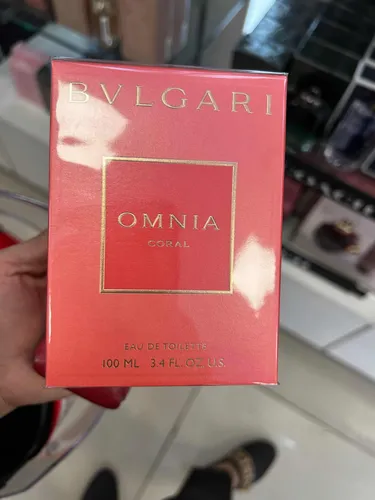 BVLGARI
OMNIA
CORAL
EAU DE TOILETTE
100 ML 3.4 FL. OZ. U.S.